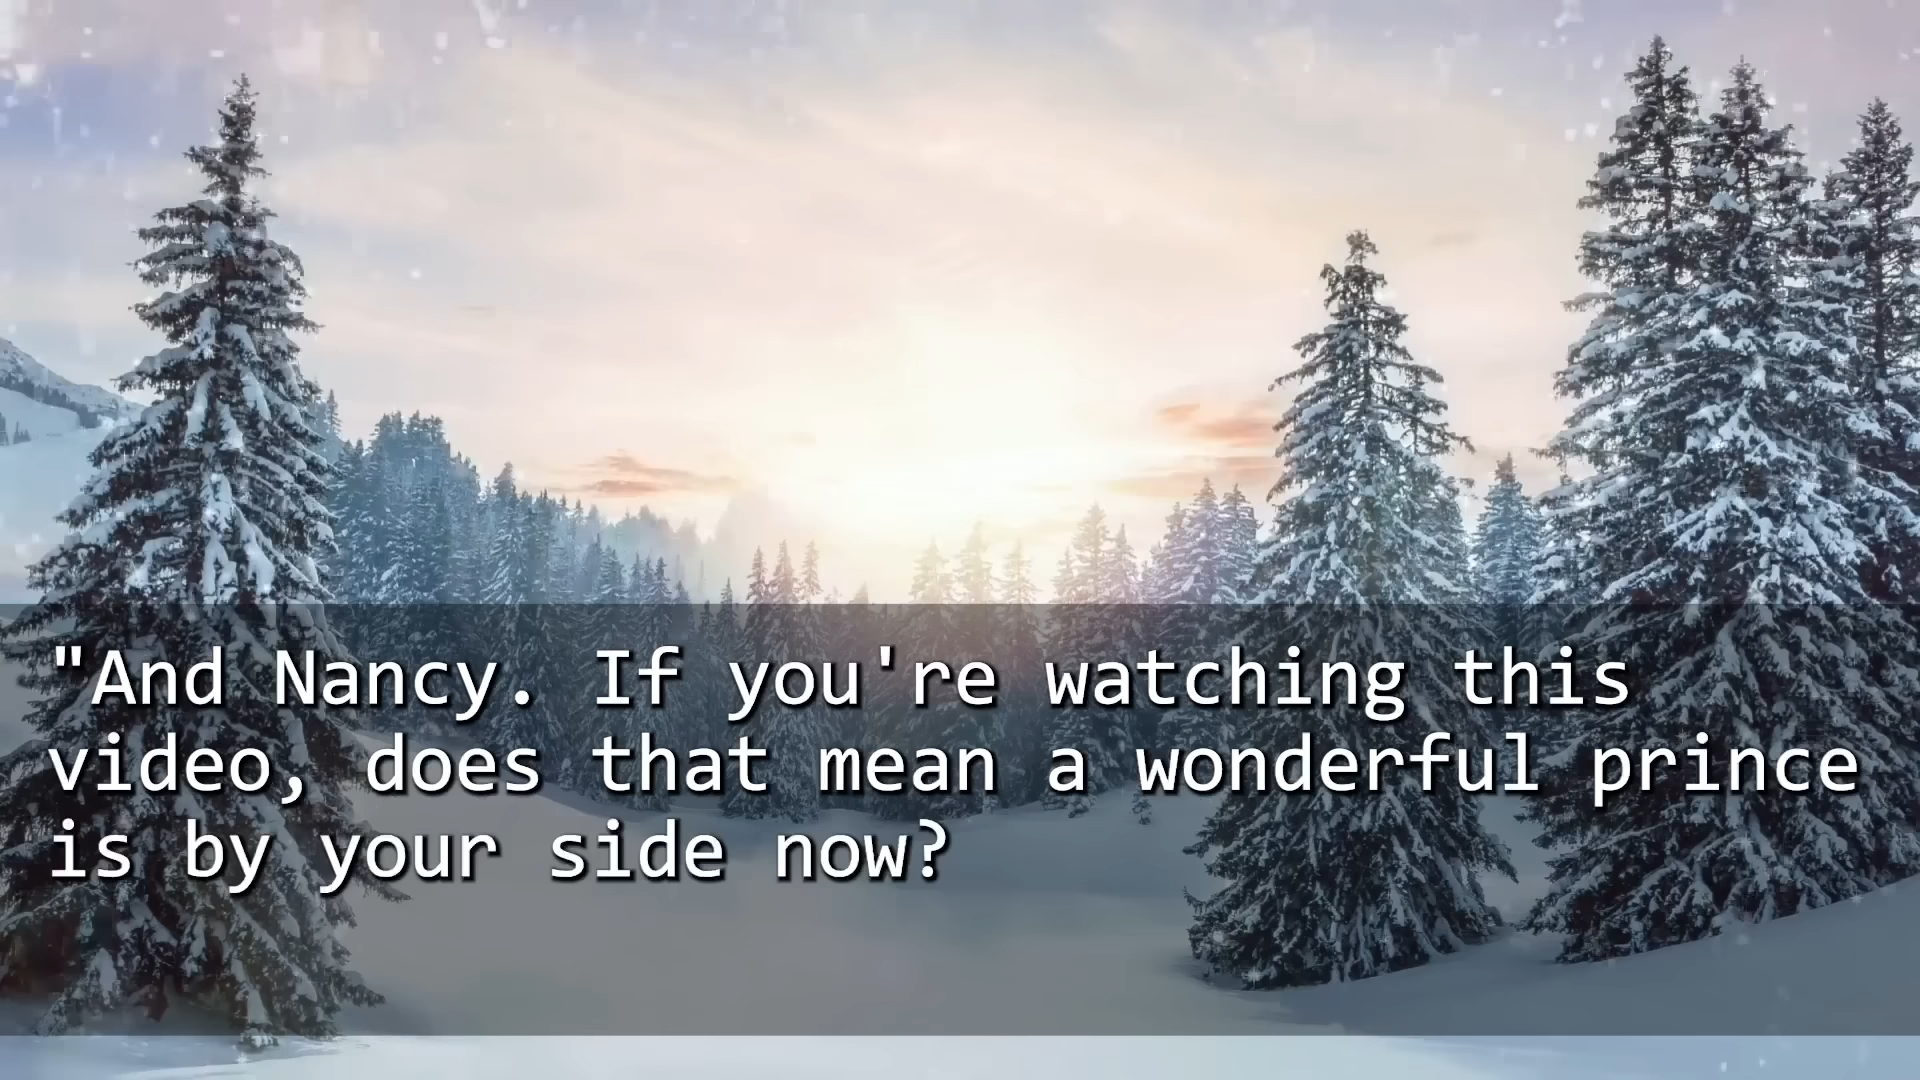 "And Nancy. If you're watching this
video, does that mean a wonderful prince
is by your side now?